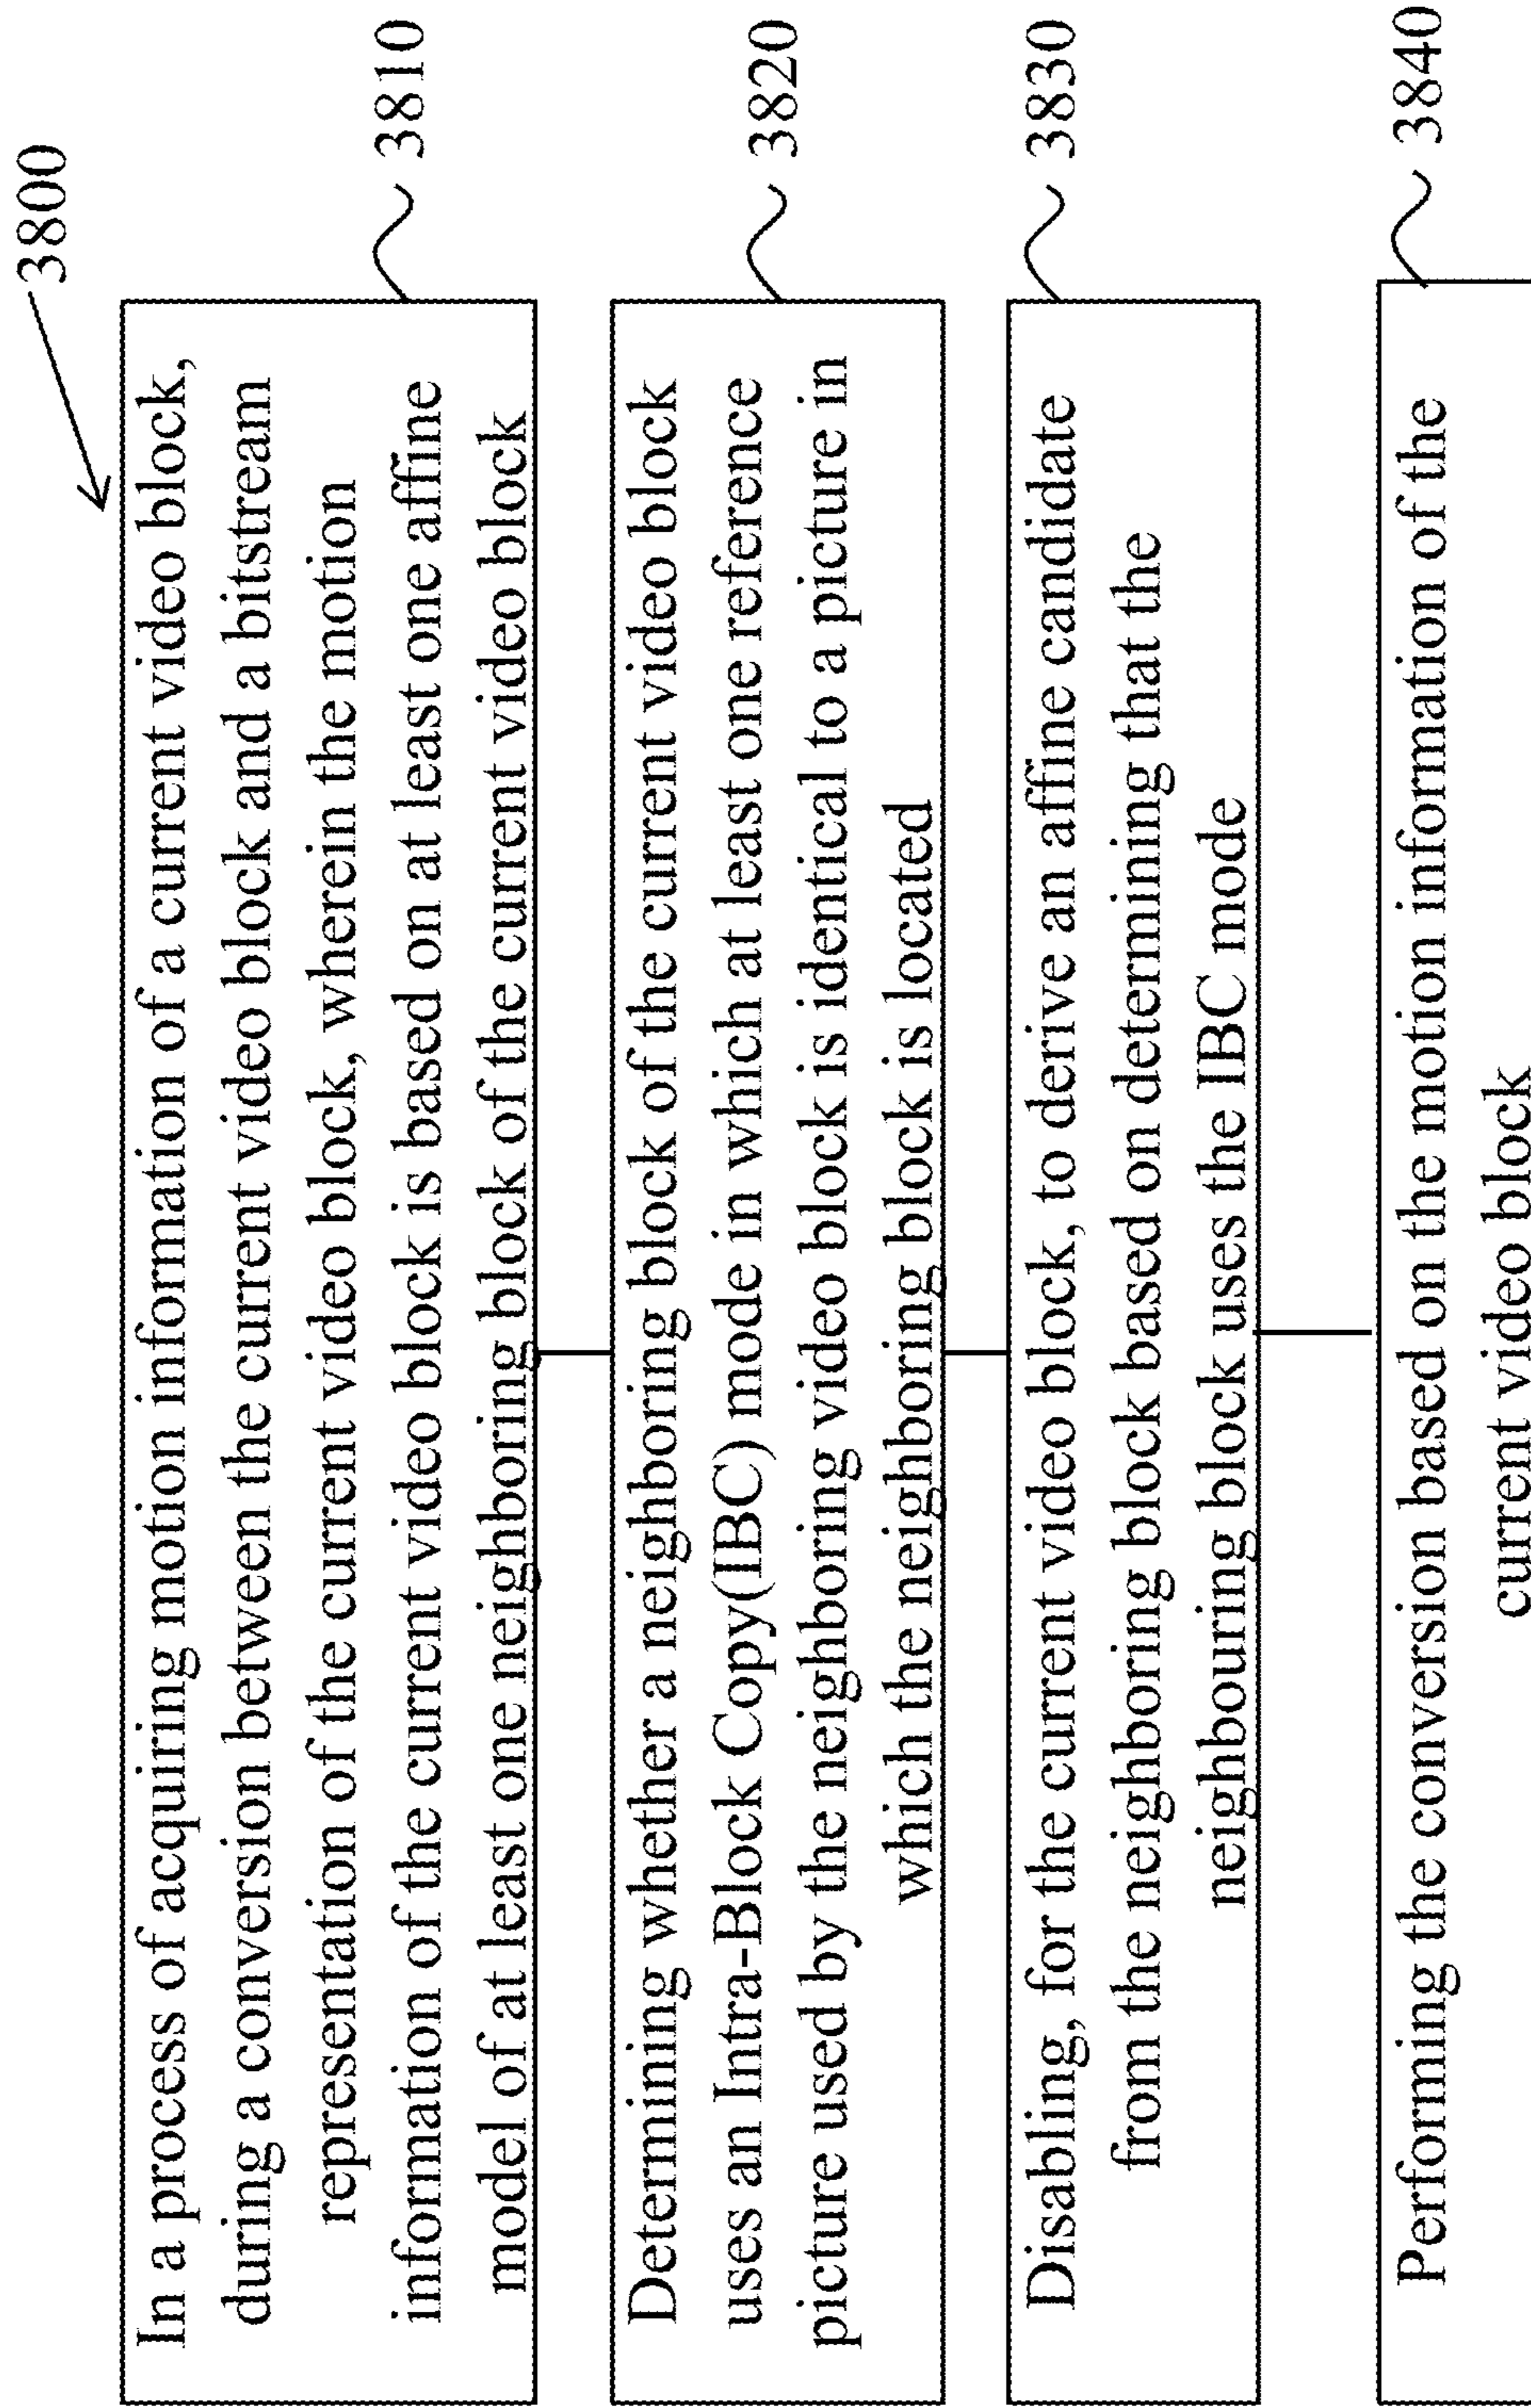 3800
In a process of acquiring motion information of a current video block,
during a conversion between the current video block and a bitstream
representation of the current video block, wherein the motion
information of the current video block is based on at least one affine
model of at least one neighboring block of the current video block
3810
Determining whether a neighboring block of the current video block
uses an Intra-Block Copy(IBC) mode in which at least one reference
picture used by the neighboring video block is identical to a picture in
which the neighboring block is located
3820
Disabling, for the current video block, to derive an affine candidate
from the neighboring block based on determining that the
neighbouring block uses the IBC mode
3830
Performing the conversion based on the motion information of the
current video block
3840